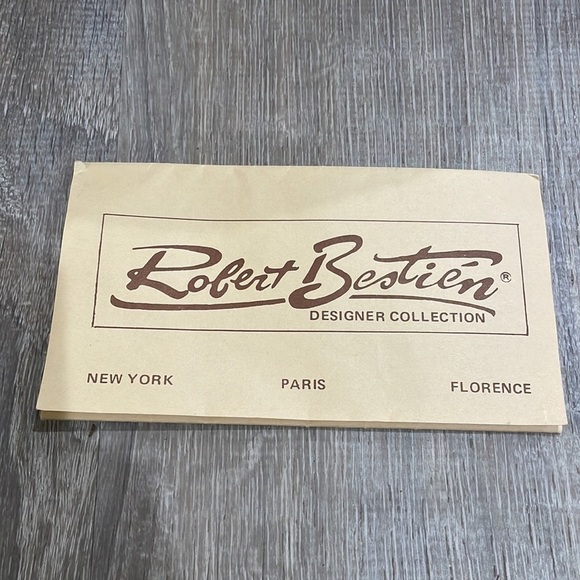 Robert Bestién®
DESIGNER COLLECTION
NEW YORK PARIS FLORENCE